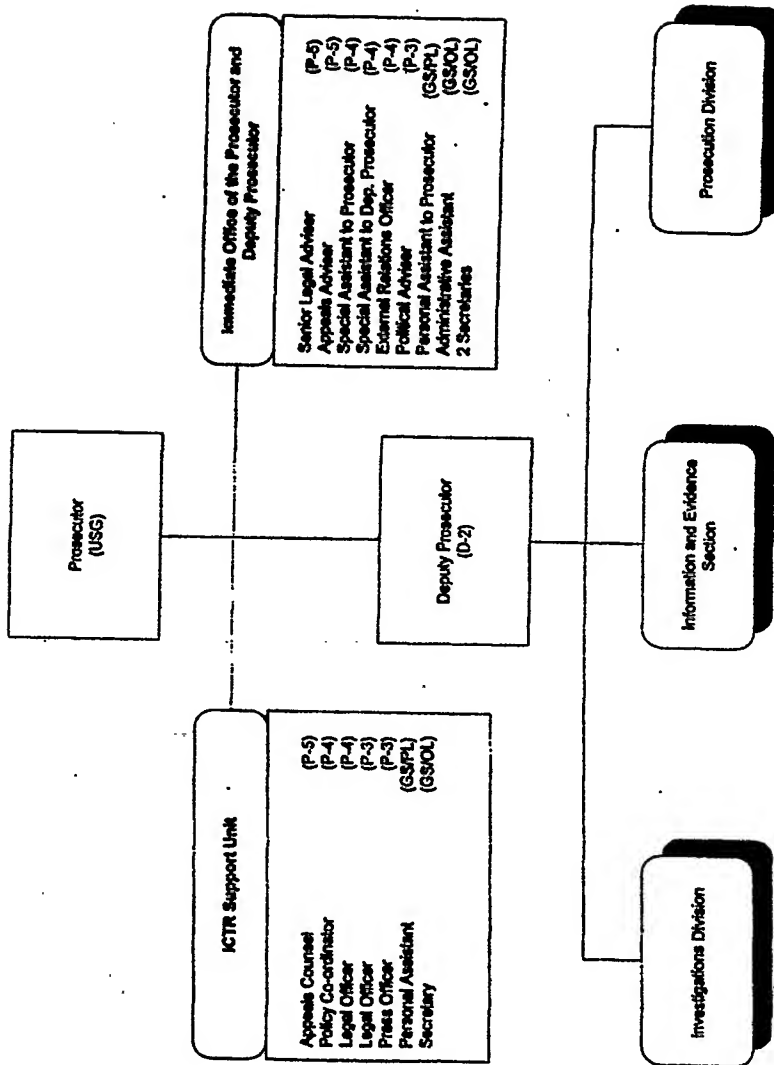 Prosecutor
(USG)
ICTR Support Unit
Appeals Counsel (P-5)
Policy Co-ordinator (P-4)
Legal Officer (P-4)
Legal Officer (P-3)
Press Officer (P-3)
Personal Assistant (GS/PL)
Secretary (GS/OL)
Immediate Office of the Prosecutor and
Deputy Prosecutor
Senior Legal Adviser (P-5)
Appeals Adviser (P-5)
Special Assistant to Prosecutor (P-4)
Special Assistant to Dep. Prosecutor (P-4)
External Relations Officer (P-4)
Political Adviser (P-3)
Personal Assistant to Prosecutor (GS/PL)
Administrative Assistant (GS/OL)
2 Secretaries (GS/OL)
Deputy Prosecutor
(D-2)
Investigations Division
Information and Evidence
Section
Prosecution Division